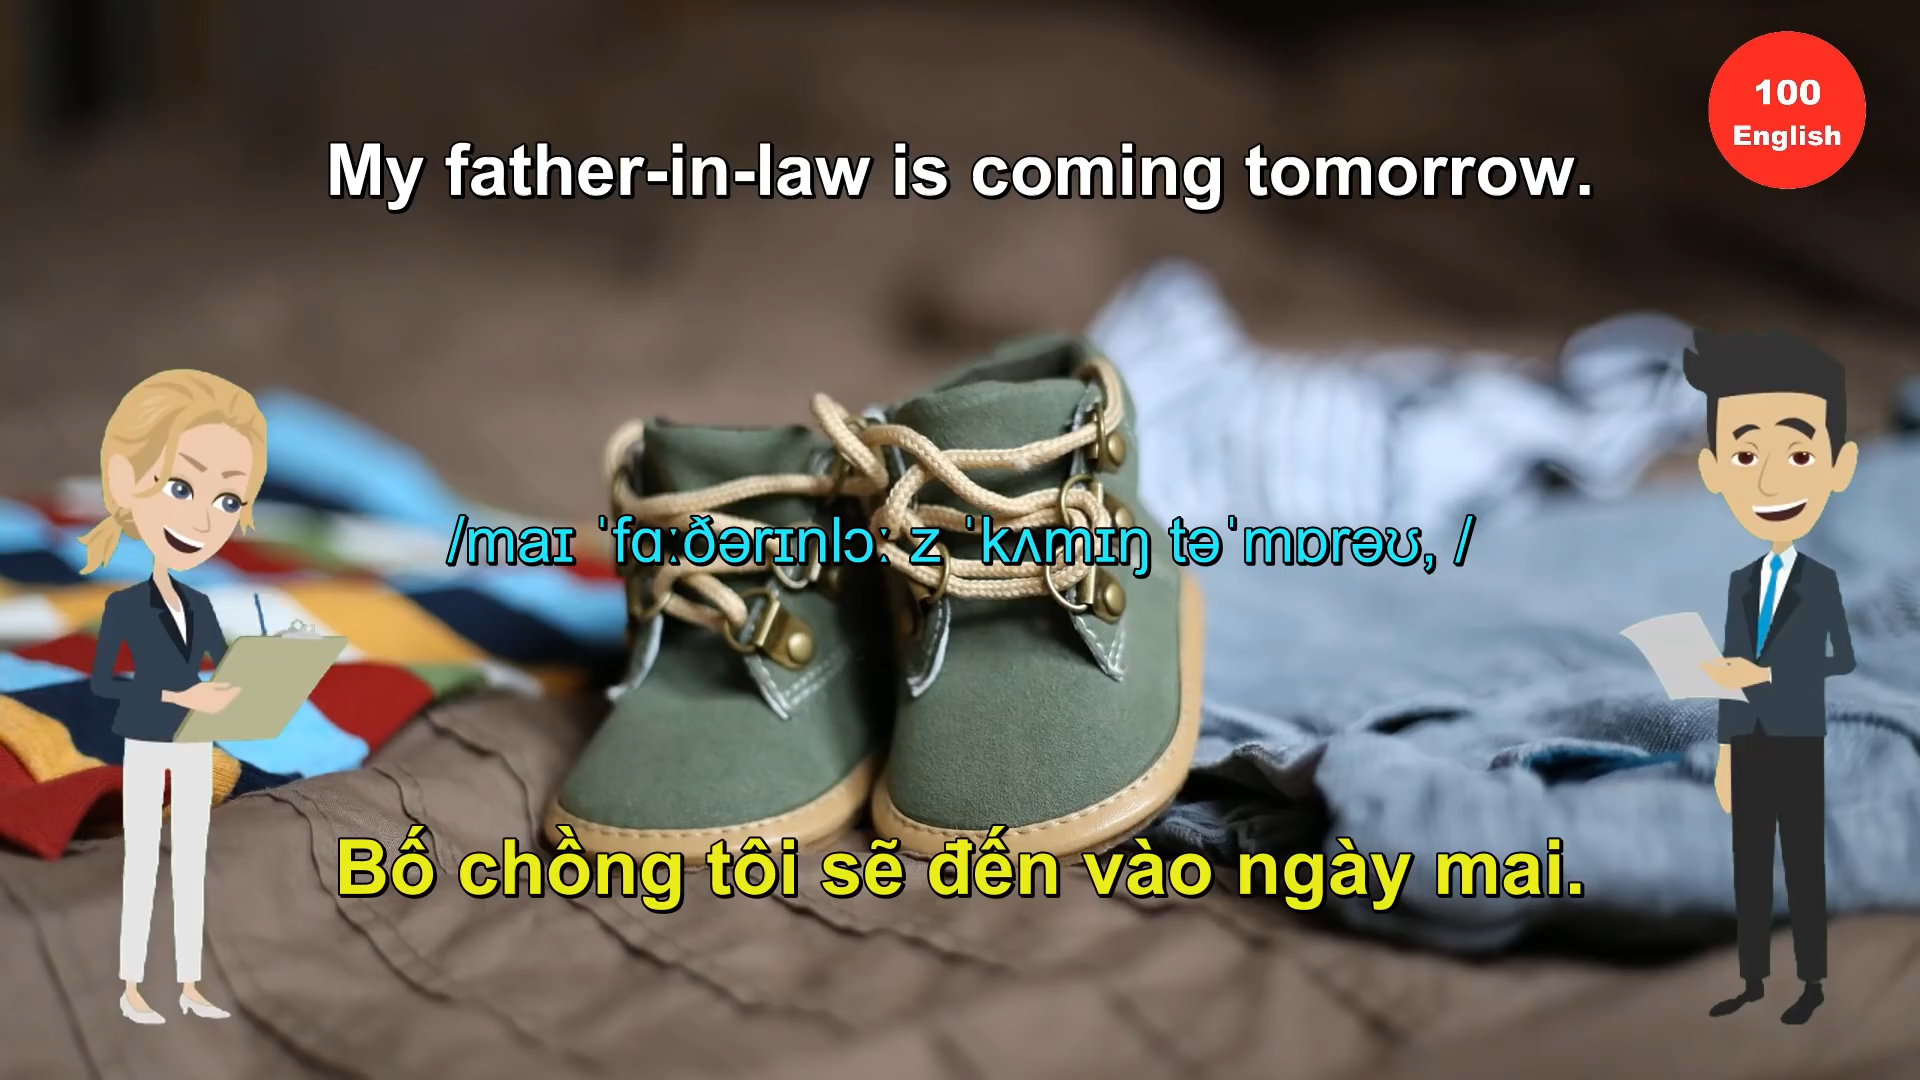 100
English
My father-in-law is coming tomorrow.
/maɪ ˈfɑːðərɪnlɔː z ˈkʌmɪŋ təˈmɒrəʊ, /
Bố chồng tôi sẽ đến vào ngày mai.